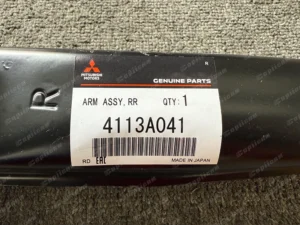 R
MITSUBISHI
MOTORS
GENUINE PARTS
R
ARM ASSY, RR QTY: 1
4113A041
RD EAC MADE IN JAPAN